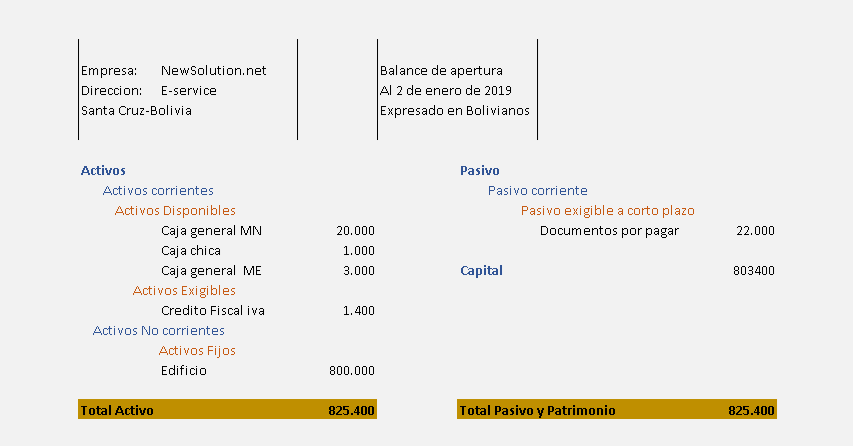 Empresa: NewSolution.net
Direccion: E-service
Santa Cruz-Bolivia
Balance de apertura
Al 2 de enero de 2019
Expresado en Bolivianos
Activos
Activos corrientes
Activos Disponibles
Caja general MN 20.000
Caja chica 1.000
Caja general ME 3.000
Activos Exigibles
Credito Fiscal iva 1.400
Activos No corrientes
Activos Fijos
Edificio 800.000
Total Activo 825.400
Pasivo
Pasivo corriente
Pasivo exigible a corto plazo
Documentos por pagar 22.000
Capital 803400
Total Pasivo y Patrimonio 825.400